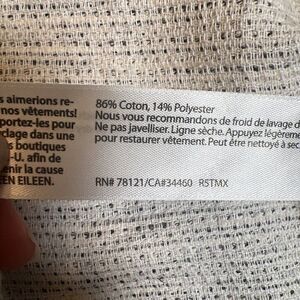 s aimerions re-
nos vêtements!
portez-les pour
clage dans une
s boutiques
-U. afin de
enir la cause
EEN EILEEN.
86% Coton, 14% Polyester
Nous vous recommandons de froid de lavage d
Ne pas javelliser. Ligne sèche. Appuyez légèreme
pour restaurer vêtement. Peut être nettoyé à sec
RN# 78121/CA#34460 R5TMX